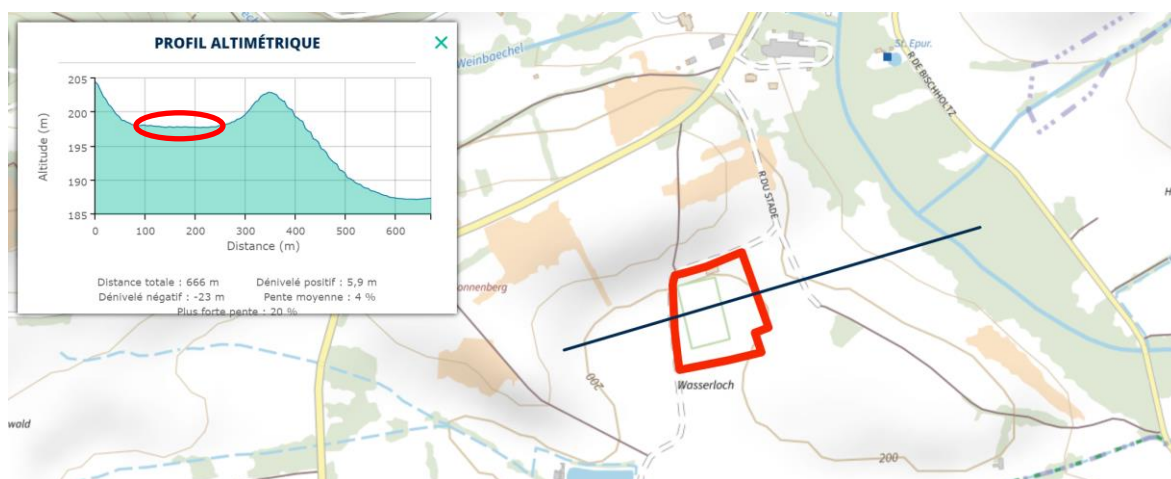 PROFIL ALTIMÉTRIQUE
205
200
195
190
185
Altitude (m)
0 100 200 300 400 500 600
Distance (m)
Distance totale : 666 m Dénivelé positif : 5,9 m
Dénivelé négatif : -23 m Pente moyenne : 4 %
Plus forte pente : 20 %
Weinbaechel
St. Epur.
R DE BISCHHOLTZ
R DU STADE
onnenberg
Wasserloch
200
200
wald
H